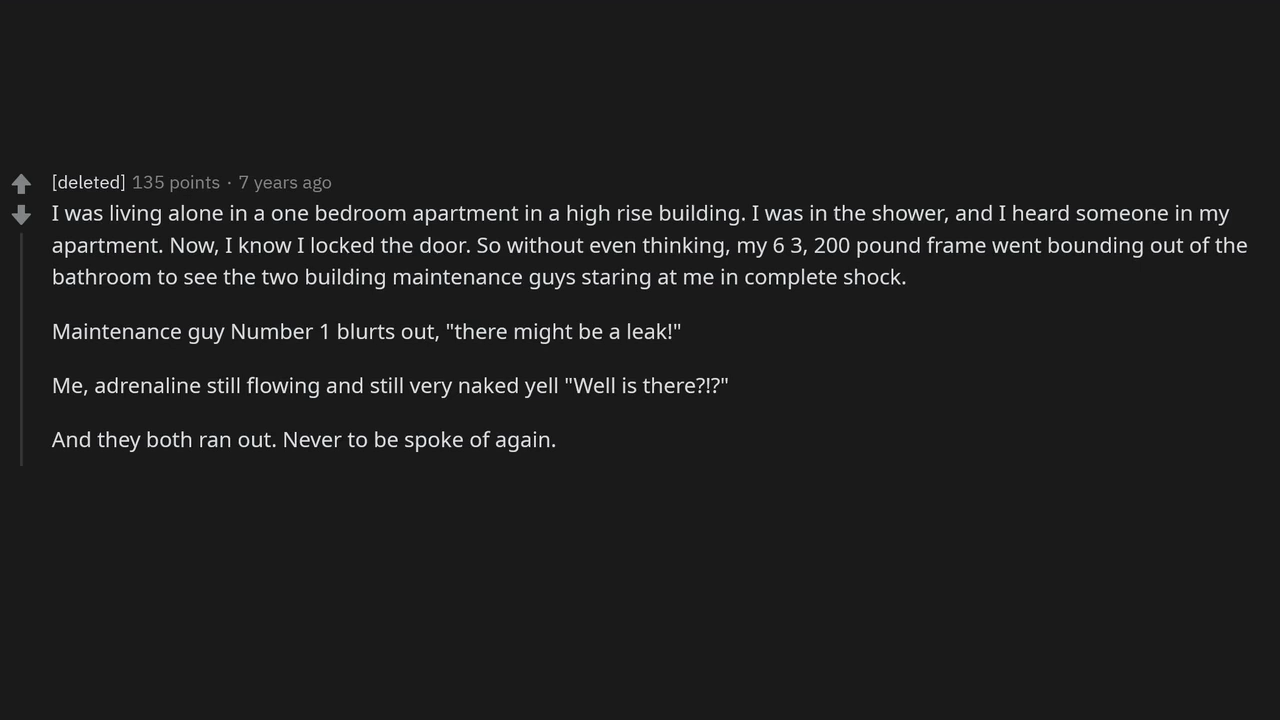 [deleted] 135 points · 7 years ago
I was living alone in a one bedroom apartment in a high rise building. I was in the shower, and I heard someone in my
apartment. Now, I know I locked the door. So without even thinking, my 6 3, 200 pound frame went bounding out of the
bathroom to see the two building maintenance guys staring at me in complete shock.
Maintenance guy Number 1 blurts out, "there might be a leak!"
Me, adrenaline still flowing and still very naked yell "Well is there?!?"
And they both ran out. Never to be spoke of again.